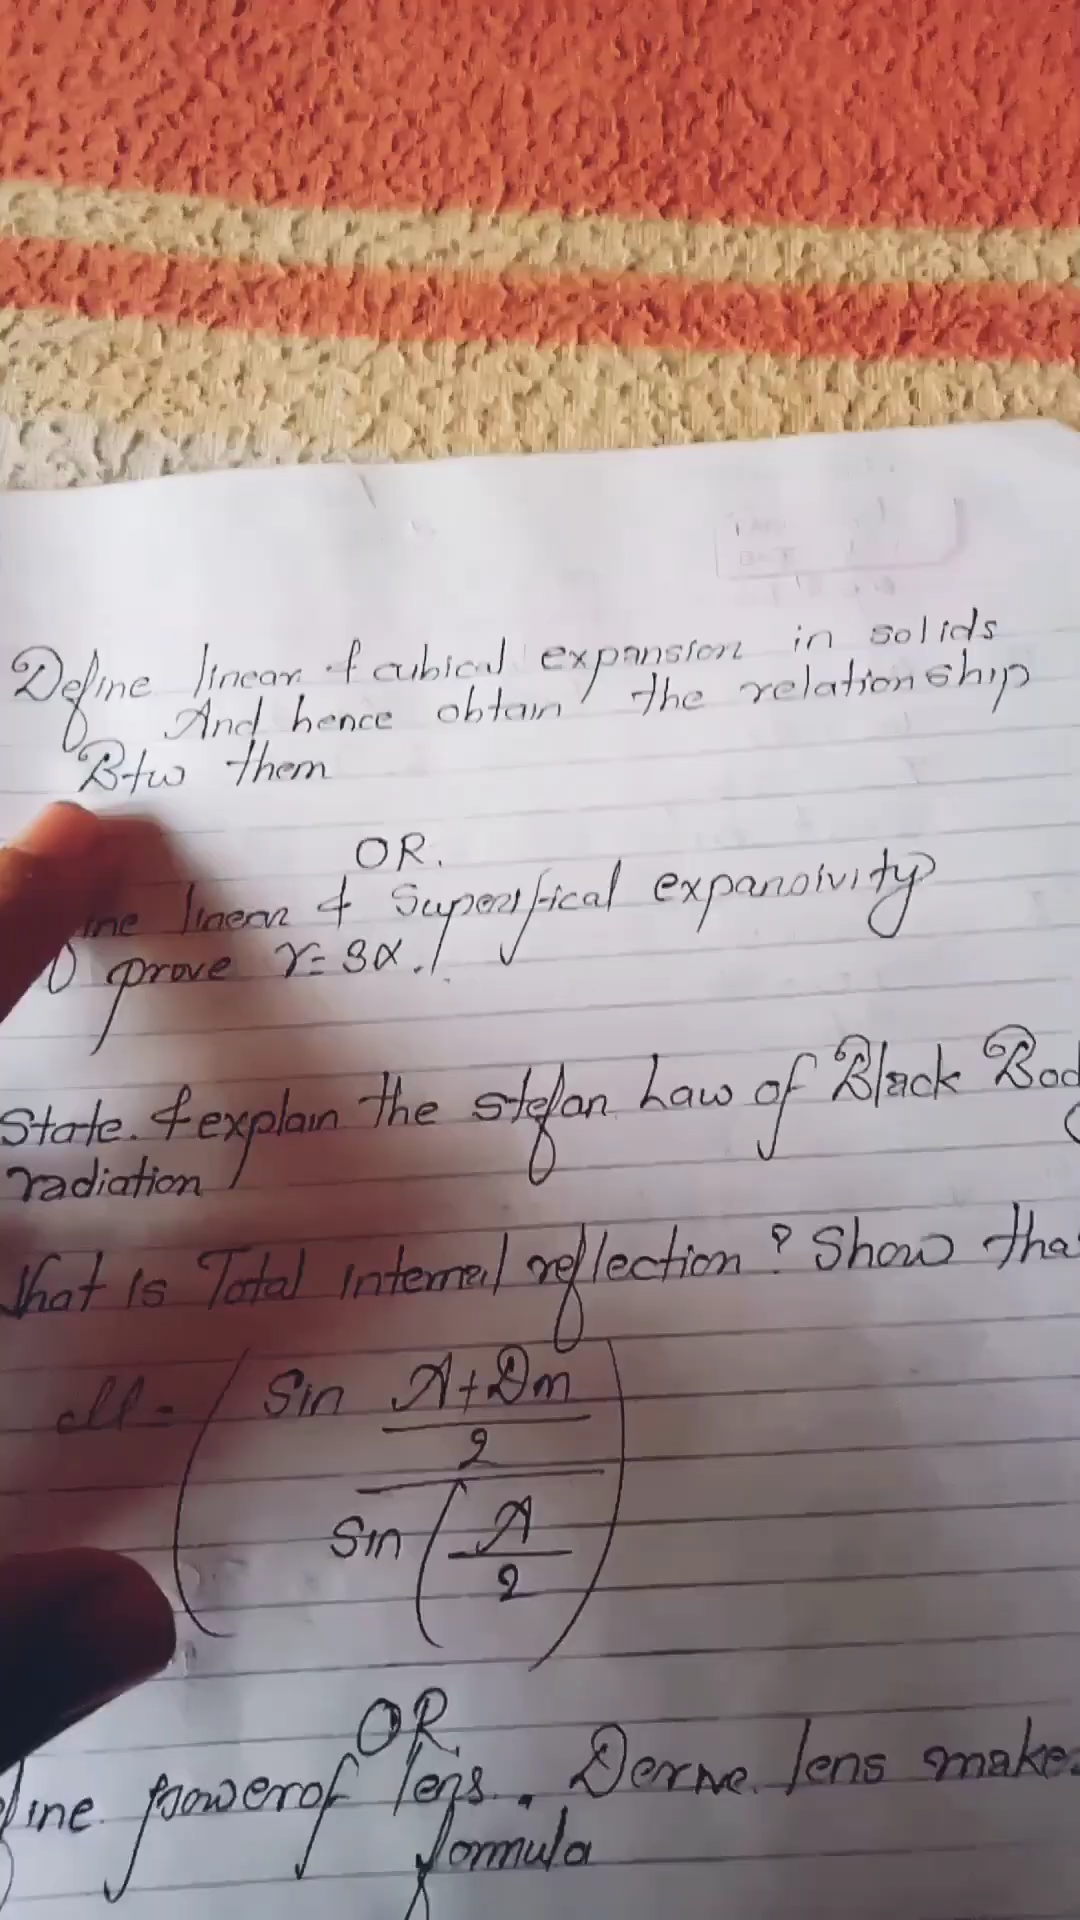 Define linear & cubical expansion in solids
And hence obtain the relationship
Btw them
OR.
ine linear & Superifical expansivity
prove γ=3α.
State. & explain the stefan Law of Black Bod
radiation
hat is Total internal reflection? Show tha
μ = ( Sin A+Dm
2
Sin ( A
2 )
OR
fine power of lens. Derive lens make
formula